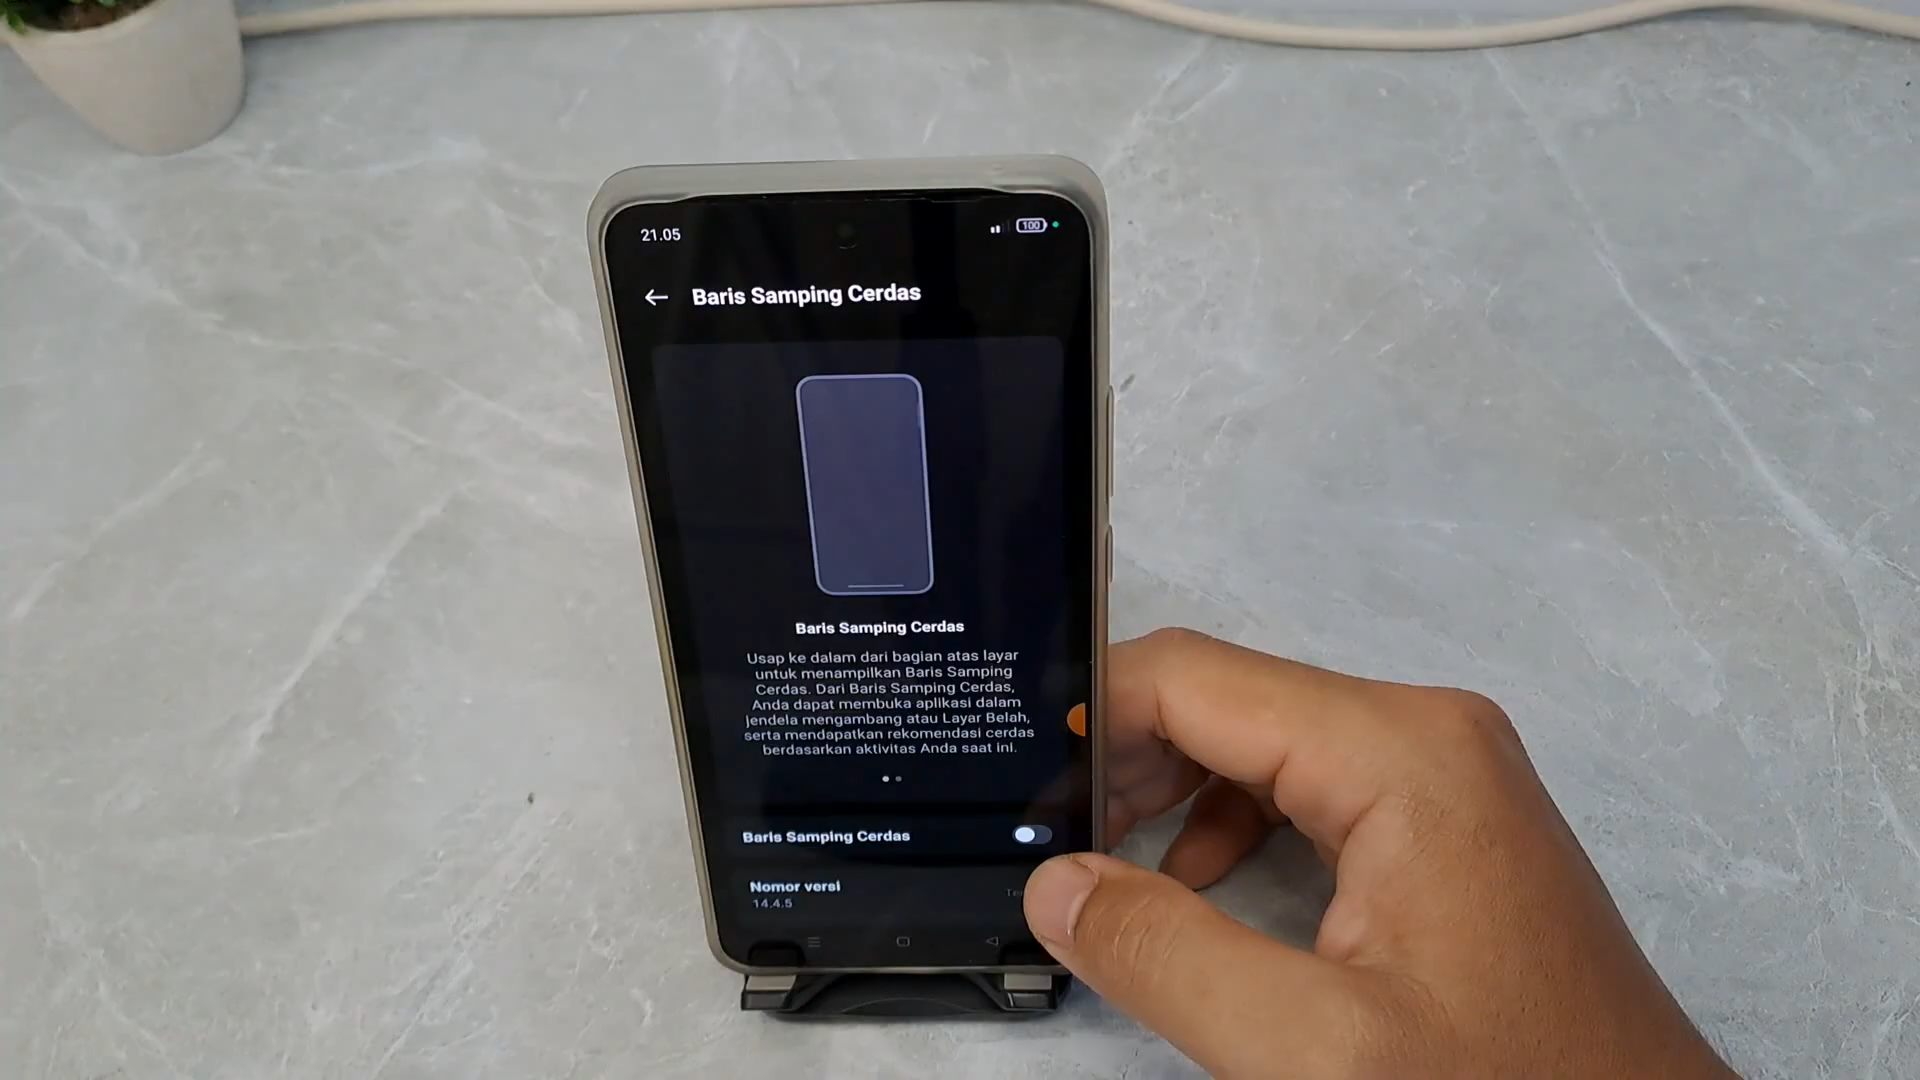 21.05
100
Baris Samping Cerdas
Baris Samping Cerdas
Usap ke dalam dari bagian atas layar
untuk menampilkan Baris Samping
Cerdas. Dari Baris Samping Cerdas,
Anda dapat membuka aplikasi dalam
jendela mengambang atau Layar Belah,
serta mendapatkan rekomendasi cerdas
berdasarkan aktivitas Anda saat ini.
Baris Samping Cerdas
Nomor versi
14.4.5